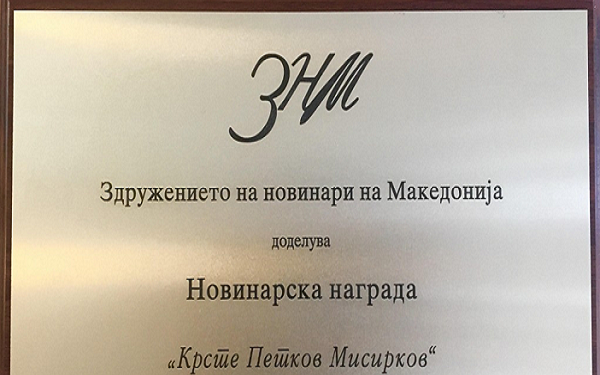 ЗНМ
Здружението на новинари на Македонија
доделува
Новинарска награда
„Крсте Петков Мисирков“